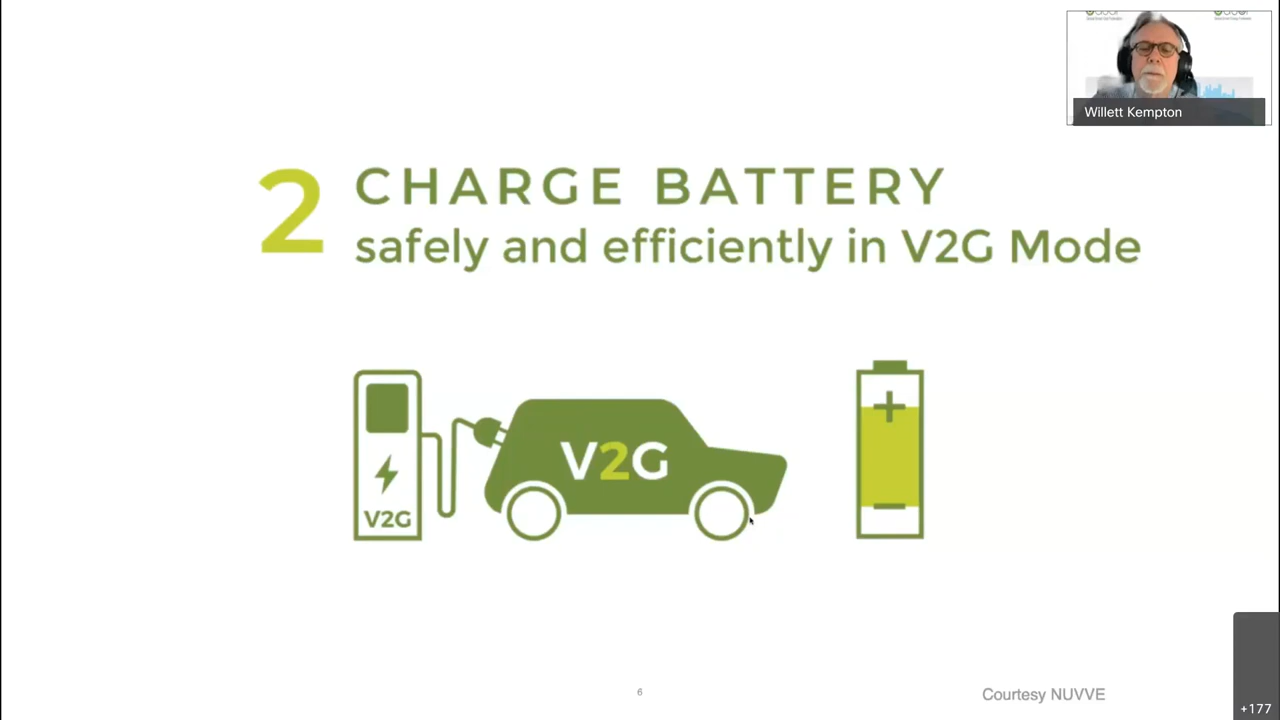 Willett Kempton
2 CHARGE BATTERY
safely and efficiently in V2G Mode
V2G
V2G
6
Courtesy NUVVE
+177